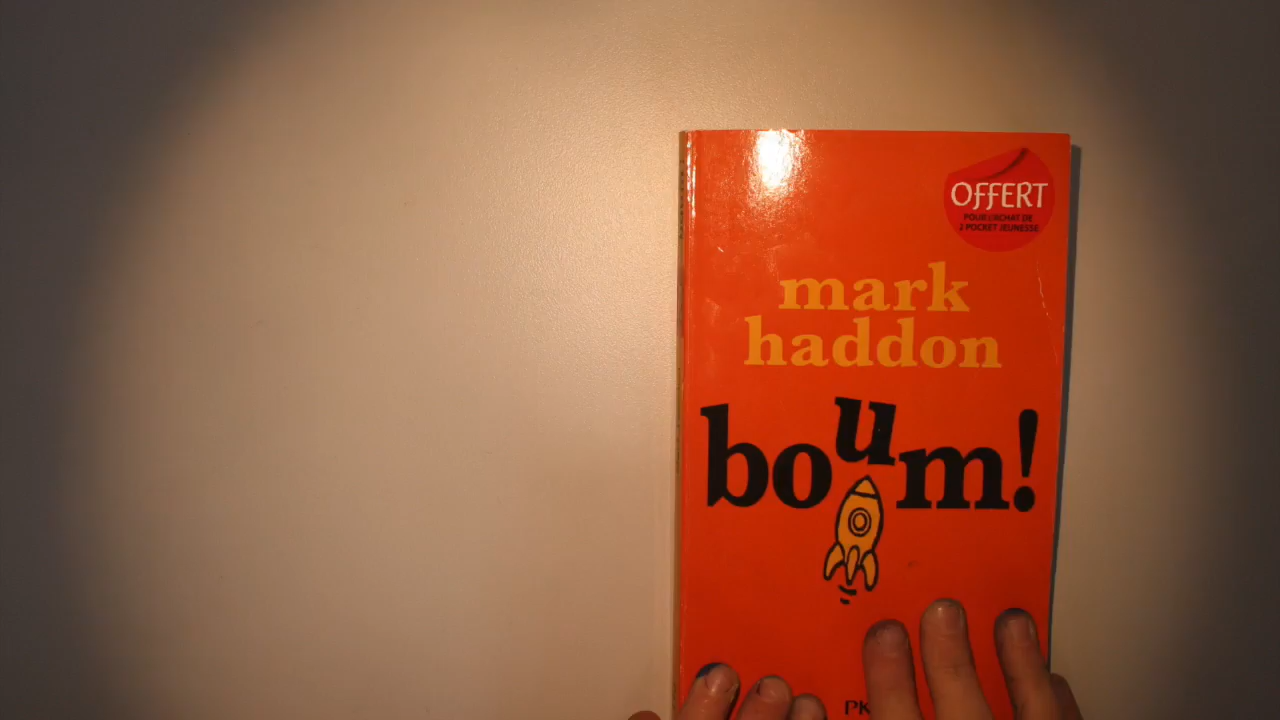 OFFERT
POUR L'ACHAT DE
2 POCKET JEUNESSE
mark
haddon
boum!